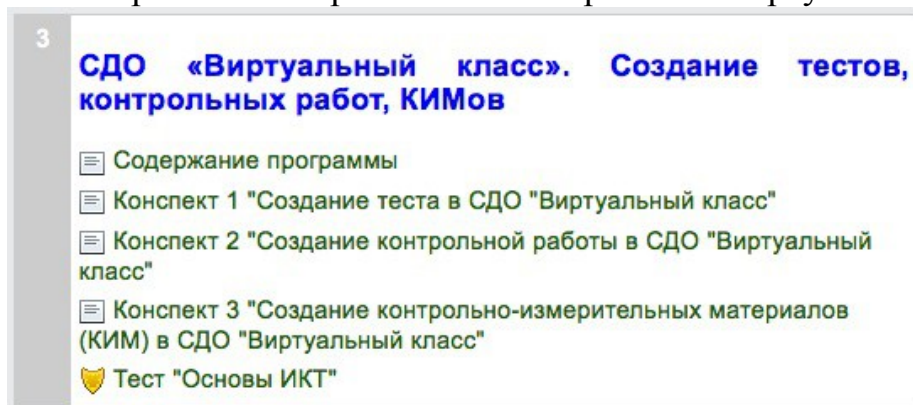 3
СДО «Виртуальный класс». Создание тестов,
контрольных работ, КИМов
Содержание программы
Конспект 1 "Создание теста в СДО "Виртуальный класс"
Конспект 2 "Создание контрольной работы в СДО "Виртуальный
класс"
Конспект 3 "Создание контрольно-измерительных материалов
(КИМ) в СДО "Виртуальный класс"
Тест "Основы ИКТ"